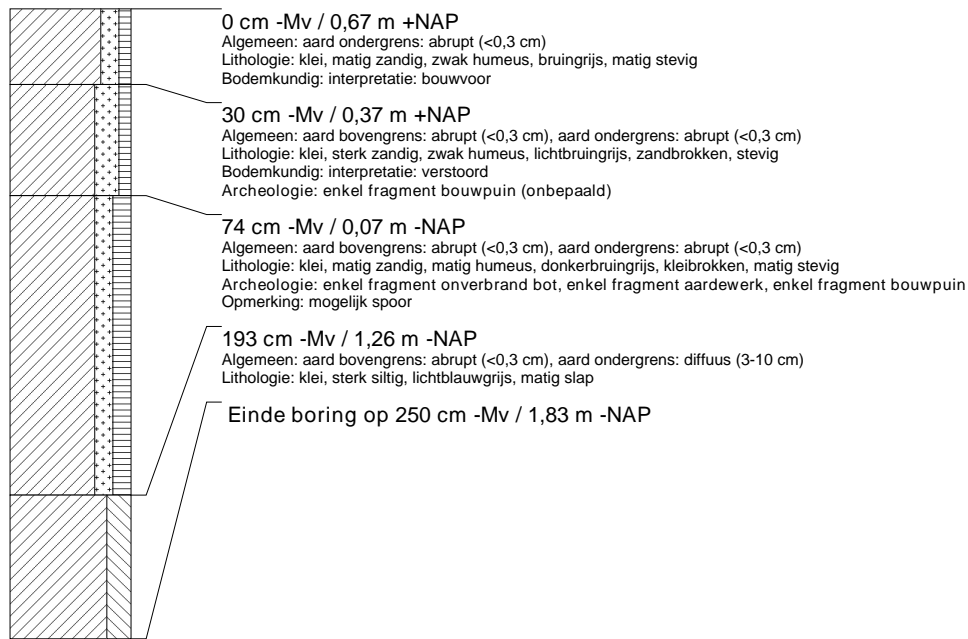 0 cm -Mv / 0,67 m +NAP
Algemeen: aard ondergrens: abrupt (<0,3 cm)
Lithologie: klei, matig zandig, zwak humeus, bruingrijs, matig stevig
Bodemkundig: interpretatie: bouwvoor
30 cm -Mv / 0,37 m +NAP
Algemeen: aard bovengrens: abrupt (<0,3 cm), aard ondergrens: abrupt (<0,3 cm)
Lithologie: klei, sterk zandig, zwak humeus, lichtbruingrijs, zandbrokken, stevig
Bodemkundig: interpretatie: verstoord
Archeologie: enkel fragment bouwpuin (onbepaald)
74 cm -Mv / 0,07 m -NAP
Algemeen: aard bovengrens: abrupt (<0,3 cm), aard ondergrens: abrupt (<0,3 cm)
Lithologie: klei, matig zandig, matig humeus, donkerbruingrijs, kleibrokken, matig stevig
Archeologie: enkel fragment onverbrand bot, enkel fragment aardewerk, enkel fragment bouwpuin
Opmerking: mogelijk spoor
193 cm -Mv / 1,26 m -NAP
Algemeen: aard bovengrens: abrupt (<0,3 cm), aard ondergrens: diffuus (3-10 cm)
Lithologie: klei, sterk siltig, lichtblauwgrijs, matig slap
Einde boring op 250 cm -Mv / 1,83 m -NAP